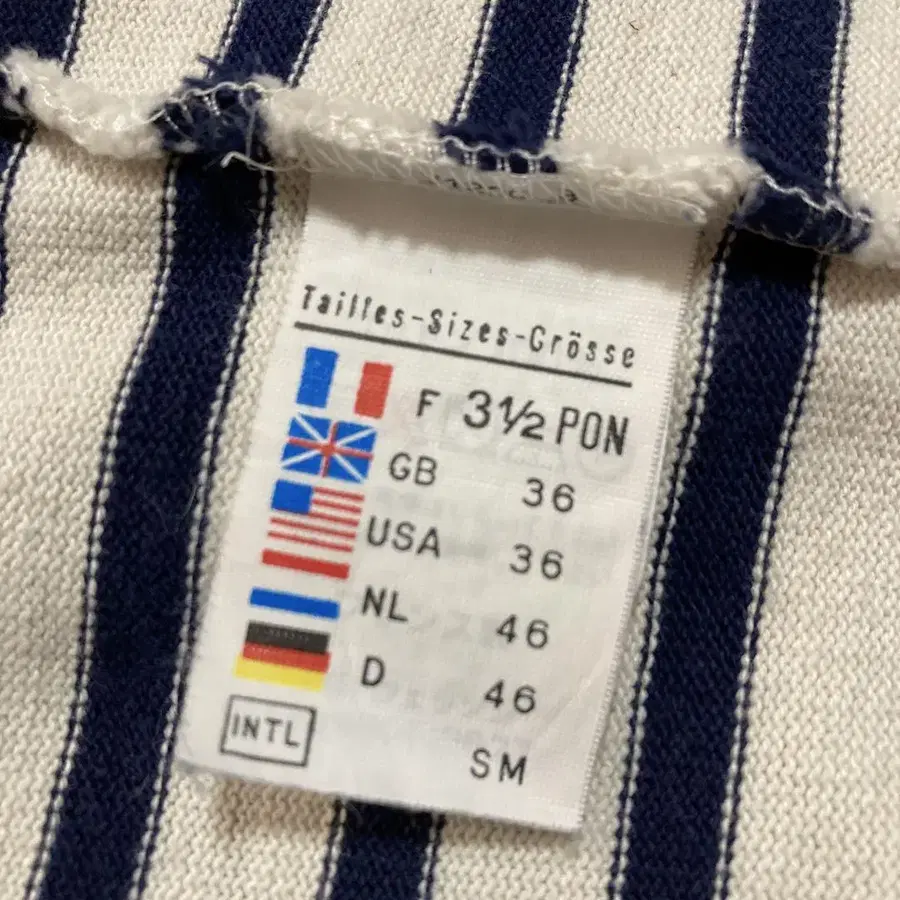 Tailles-Sizes-Grösse
F 3½ PON
GB 36
USA 36
NL 46
D 46
INTL SM